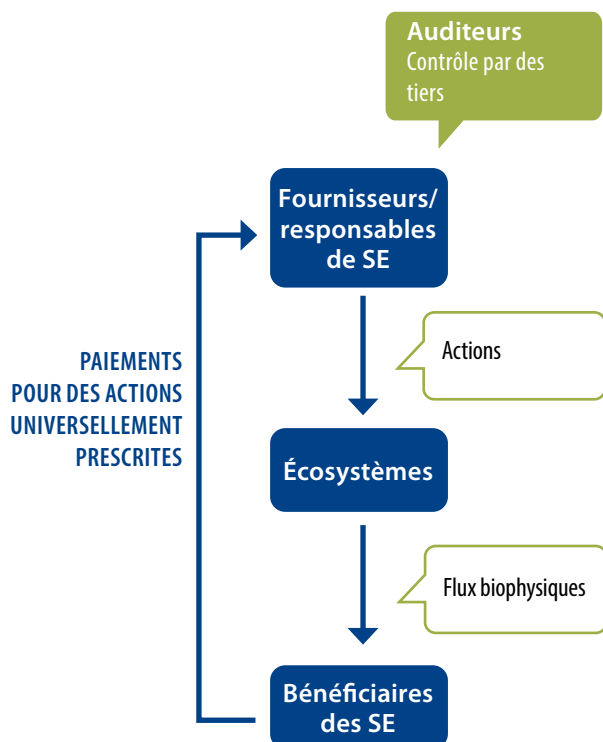 Auditeurs
Contrôle par des
tiers
Fournisseurs/
responsables
de SE
Actions
PAIEMENTS
POUR DES ACTIONS
UNIVERSELLEMENT
PRESCRITES
Écosystèmes
Flux biophysiques
Bénéficiaires
des SE